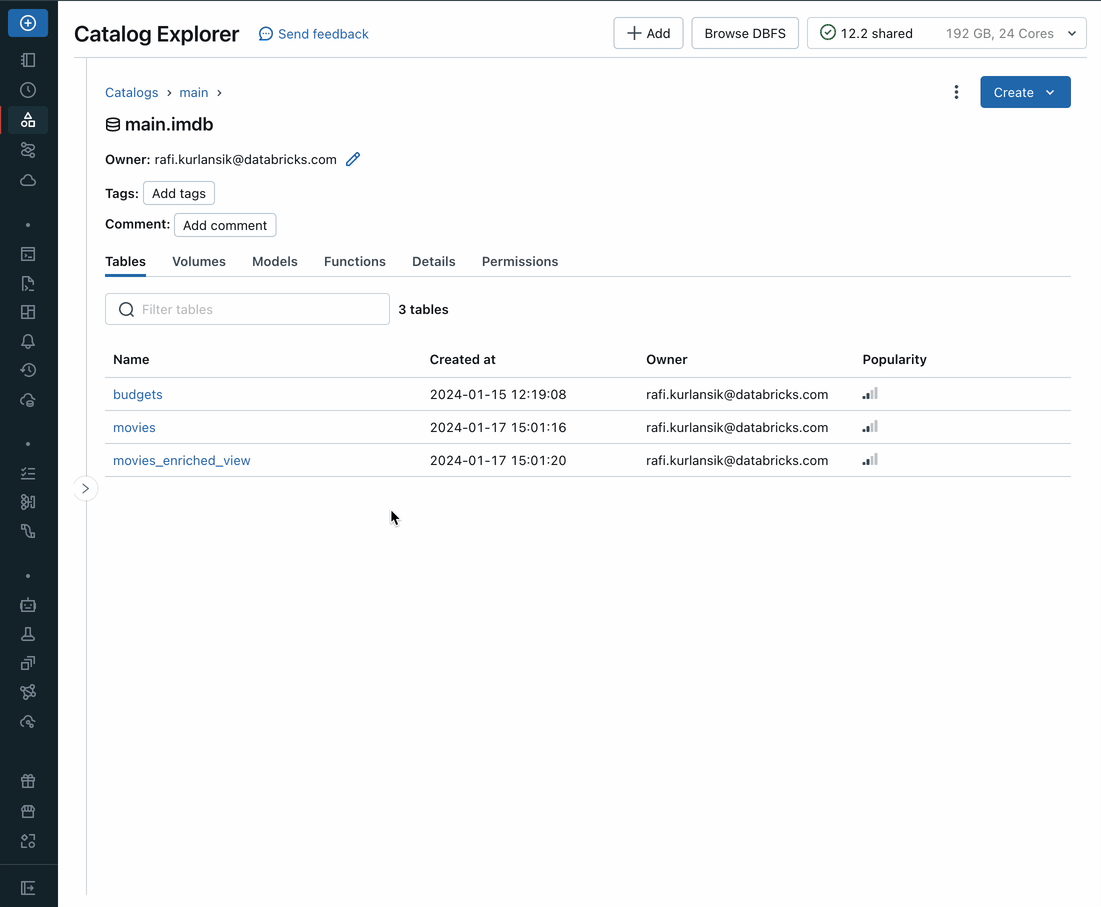 Catalog Explorer Send feedback Add Browse DBFS 12.2 shared 192 GB, 24 Cores
Catalogs > main > Create
main.imdb
Owner: rafi.kurlansik@databricks.com
Tags: Add tags
Comment: Add comment
Tables Volumes Models Functions Details Permissions
Filter tables 3 tables
Name Created at Owner Popularity
budgets 2024-01-15 12:19:08 rafi.kurlansik@databricks.com
movies 2024-01-17 15:01:16 rafi.kurlansik@databricks.com
movies_enriched_view 2024-01-17 15:01:20 rafi.kurlansik@databricks.com